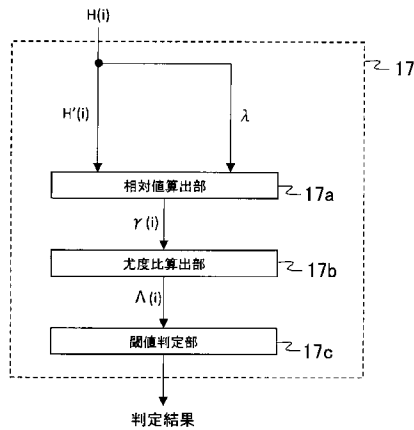 H(i)
17
H'(i)
λ
相対値算出部
17a
γ(i)
尤度比算出部
17b
Λ(i)
閾値判定部
17c
判定結果